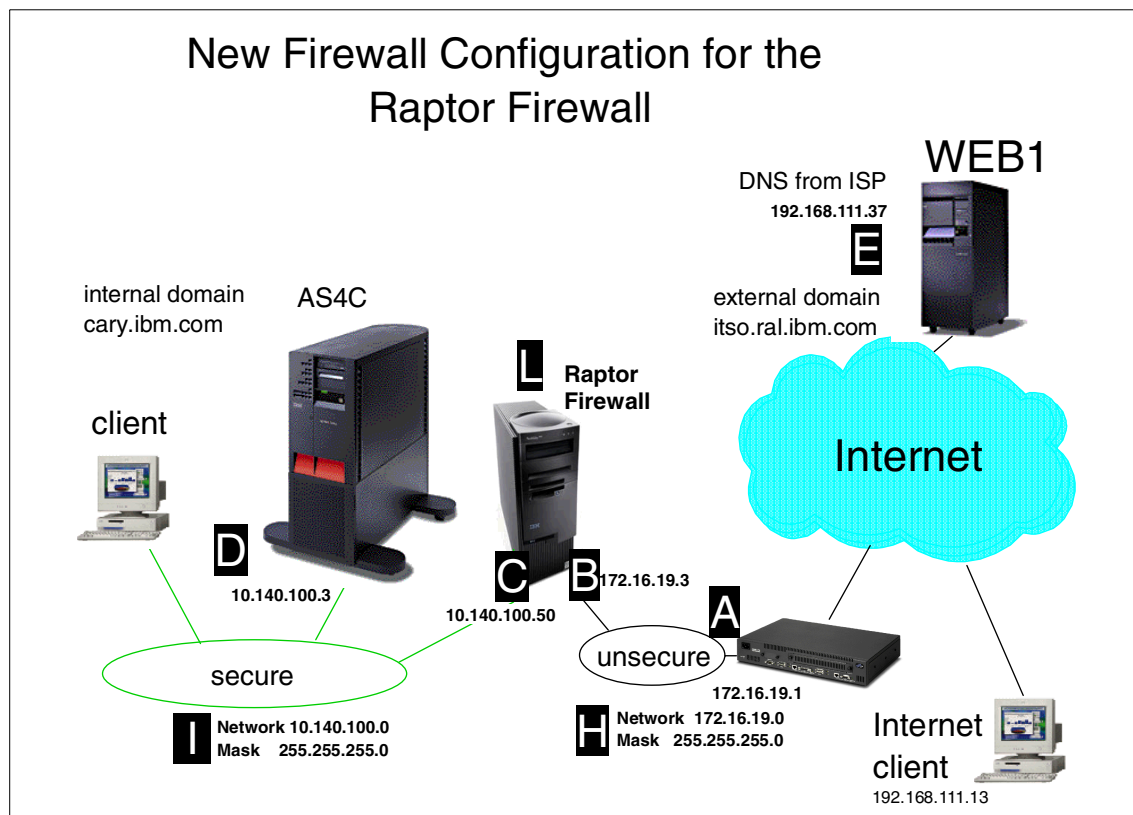 New Firewall Configuration for the
Raptor Firewall
WEB1
DNS from ISP
192.168.111.37
E
internal domain
cary.ibm.com
AS4C
external domain
itso.ral.ibm.com
L
Raptor
Firewall
client
Internet
D
10.140.100.3
C
10.140.100.50
B
172.16.19.3
A
secure
unsecure
172.16.19.1
I
Network 10.140.100.0
Mask 255.255.255.0
H
Network 172.16.19.0
Mask 255.255.255.0
Internet
client
192.168.111.13